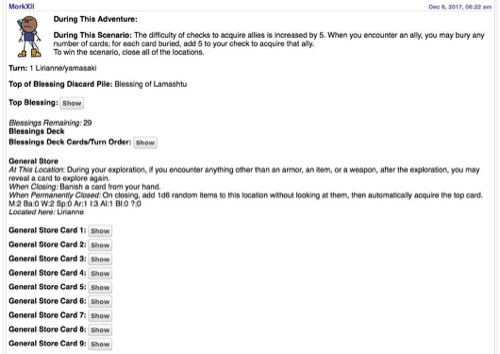 MorkXII
Dec 6, 2017, 06:22 am
During This Adventure:
During This Scenario: The difficulty of checks to acquire allies is increased by 5. When you encounter an ally, you may bury any
number of cards; for each card buried, add 5 to your check to acquire that ally.
To win the scenario, close all of the locations.
Turn: 1 Lirianne/yamasaki
Top of Blessing Discard Pile: Blessing of Lamashtu
Top Blessing: Show
Blessings Remaining: 29
Blessings Deck
Blessings Deck Cards/Turn Order: Show
General Store
At This Location: During your exploration, if you encounter anything other than an armor, an item, or a weapon, after the exploration, you may
reveal a card to explore again.
When Closing: Banish a card from your hand.
When Permanently Closed: On closing, add 1d6 random items to this location without looking at them, then automatically acquire the top card.
M:2 Ba:0 W:2 Sp:0 Ar:1 I:3 Al:1 Bl:0 ?:0
Located here: Lirianne
General Store Card 1: Show
General Store Card 2: Show
General Store Card 3: Show
General Store Card 4: Show
General Store Card 5: Show
General Store Card 6: Show
General Store Card 7: Show
General Store Card 8: Show
General Store Card 9: Show